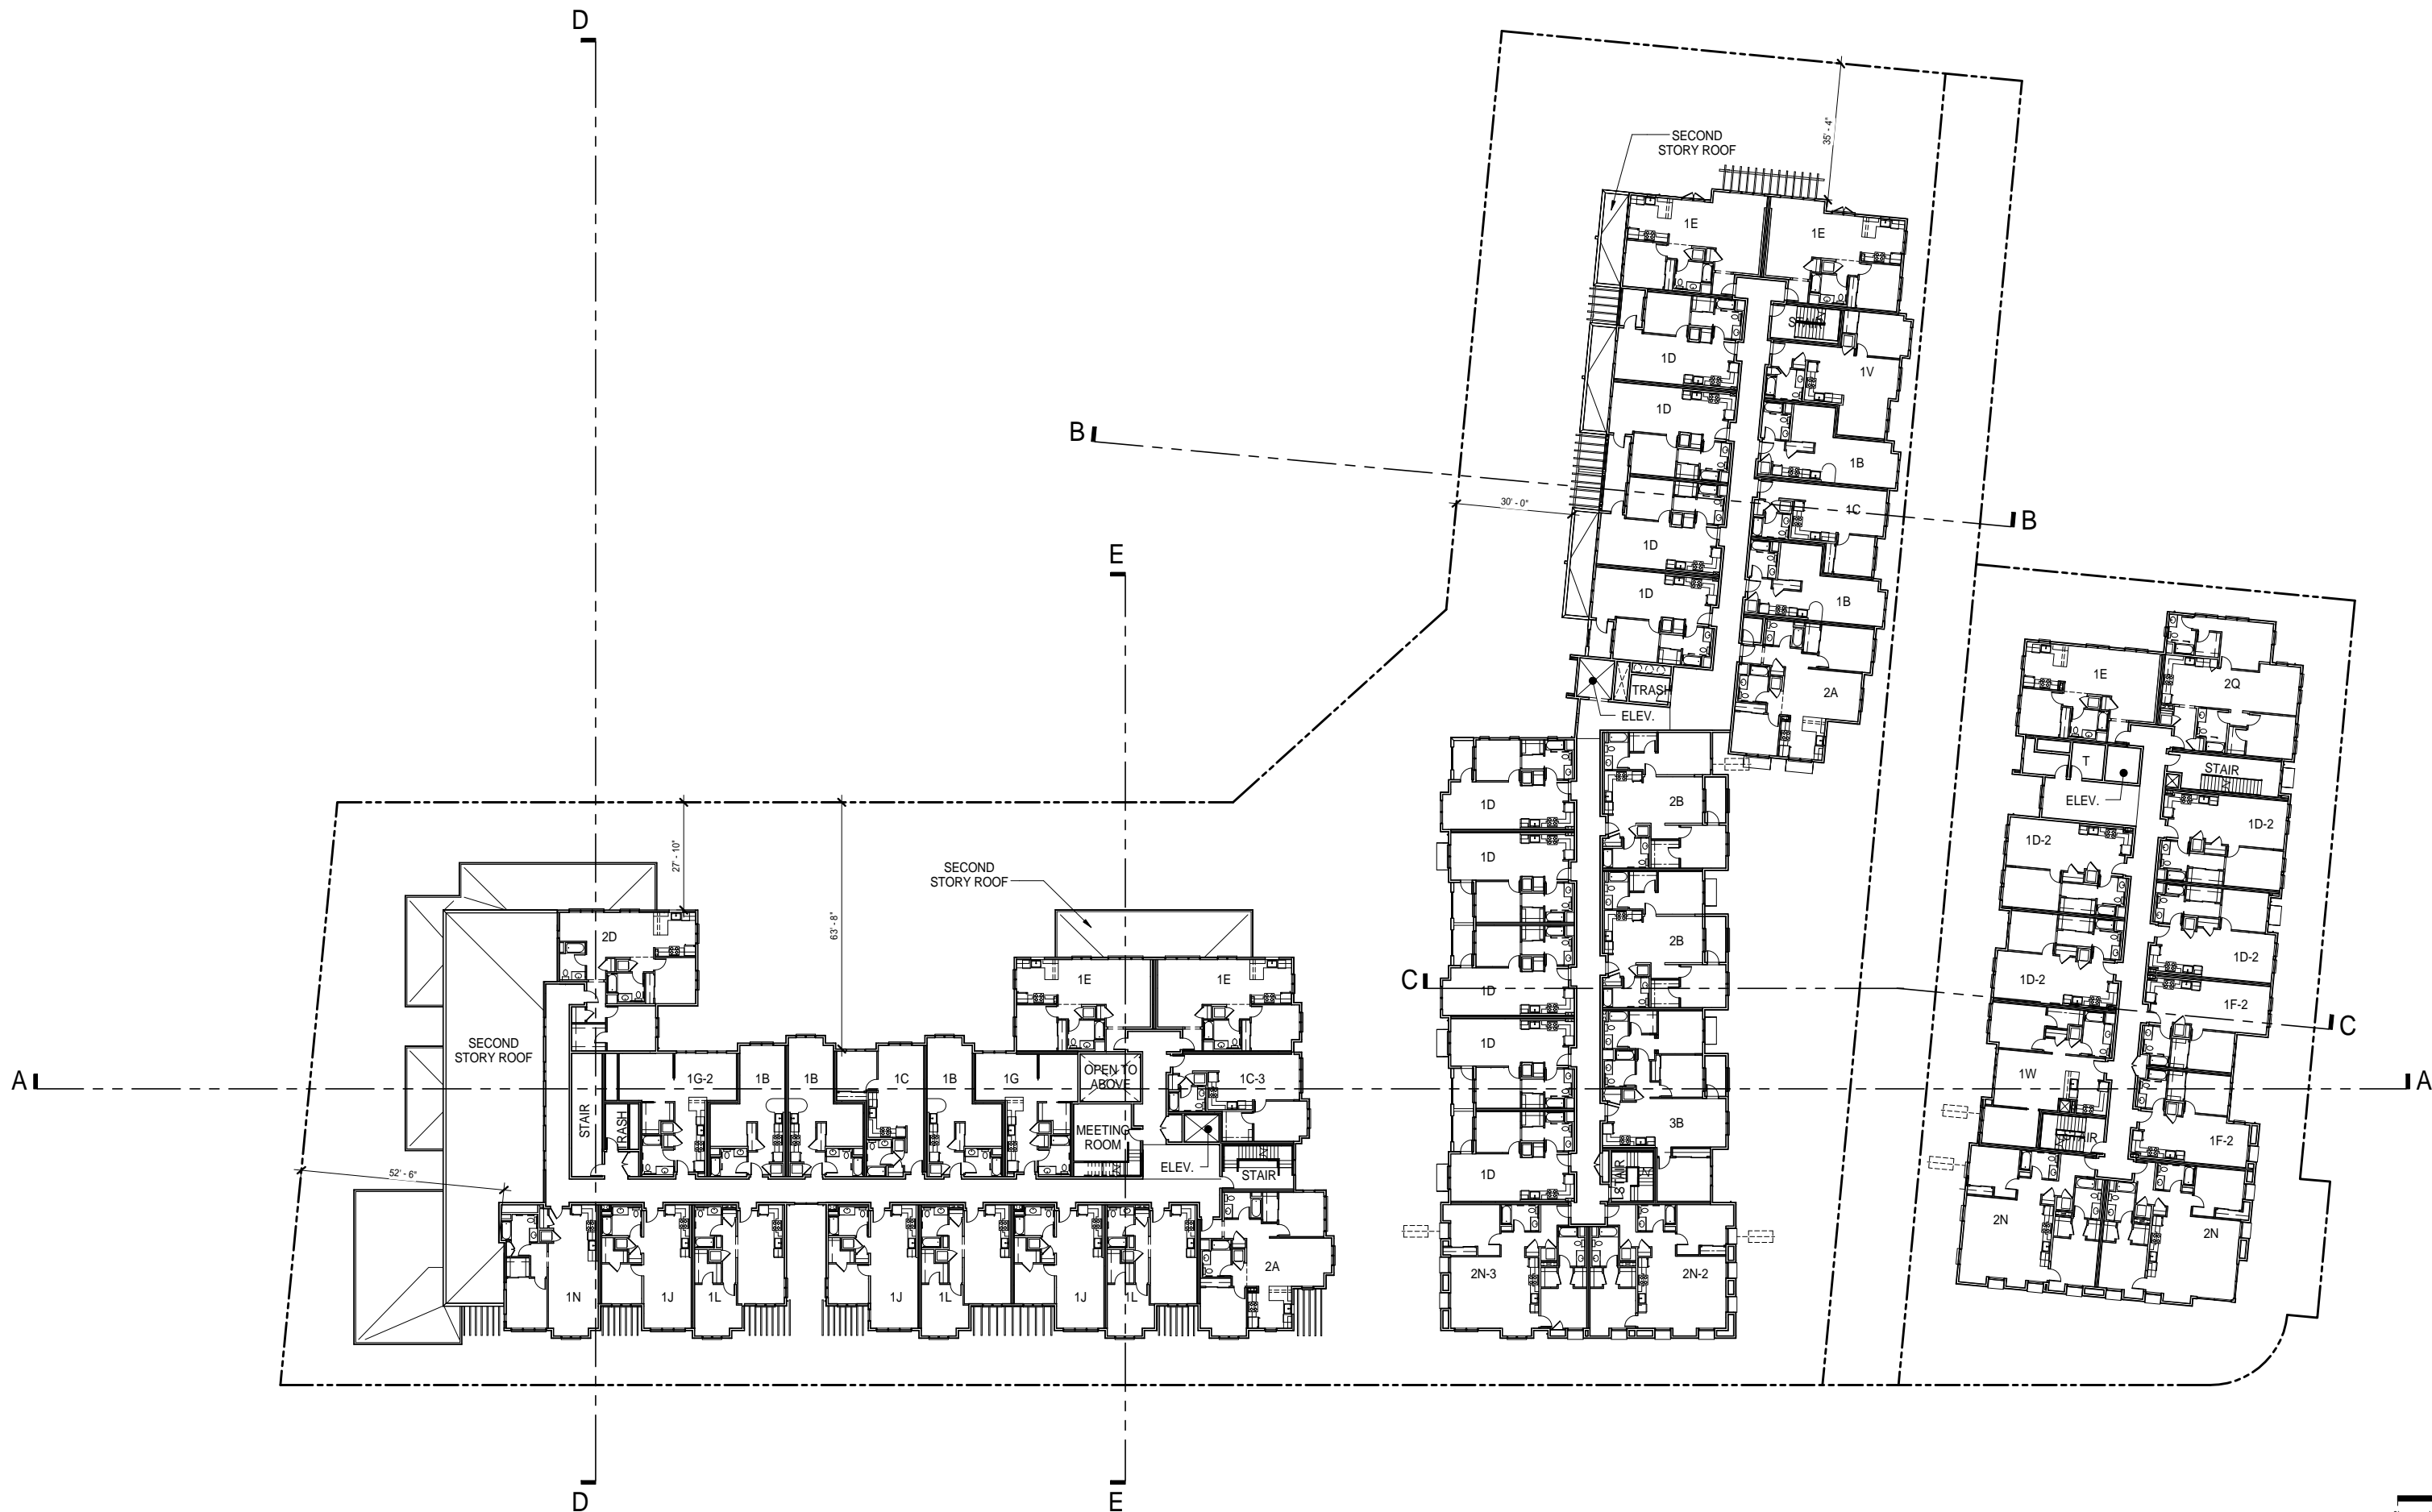 D
35' - 4"
SECOND
STORY ROOF
1E
1E
STAIR
1D
1V
1D
B
1B
30' - 0"
1C
B
1D
E
1D
1B
1E
2Q
2A
TRASH
ELEV.
T
STAIR
ELEV.
1D
2B
1D-2
1D-2
27' - 10"
1D
SECOND
STORY ROOF
63' - 8"
2D
2B
1D-2
1E
1E
C
1D
1D-2
1F-2
C
SECOND
STORY ROOF
1D
A
1G-2
1B
1B
1C
1B
1G
OPEN TO
ABOVE
1C-3
1W
A
STAIR
TRASH
MEETING
ROOM
3B
STAIR
1F-2
ELEV.
STAIR
52' - 6"
1D
STAIR
2N
2N
2A
2N-3
2N-2
1N
1J
1L
1J
1L
1J
1L
D
E